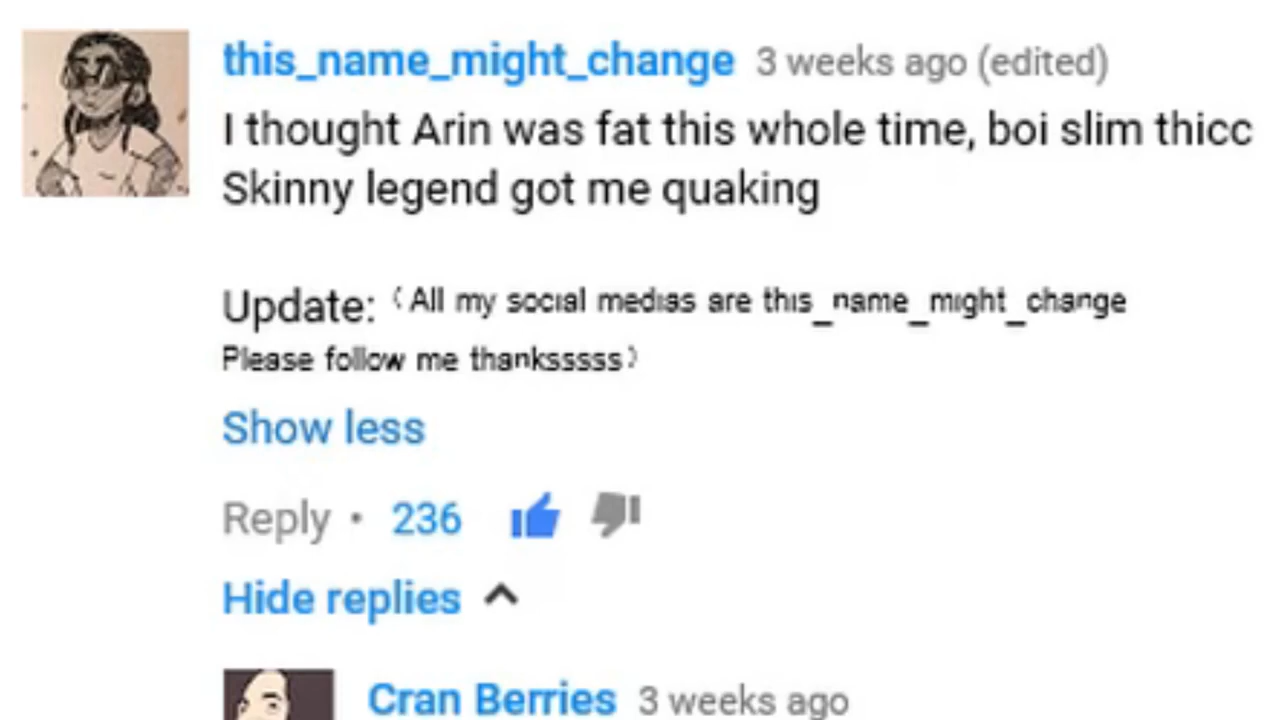 this_name_might_change 3 weeks ago (edited)
I thought Arin was fat this whole time, boi slim thicc
Skinny legend got me quaking
Update: (All my social medias are this_name_might_change
Please follow me thanksssss)
Show less
Reply • 236
Hide replies
Cran Berries 3 weeks ago